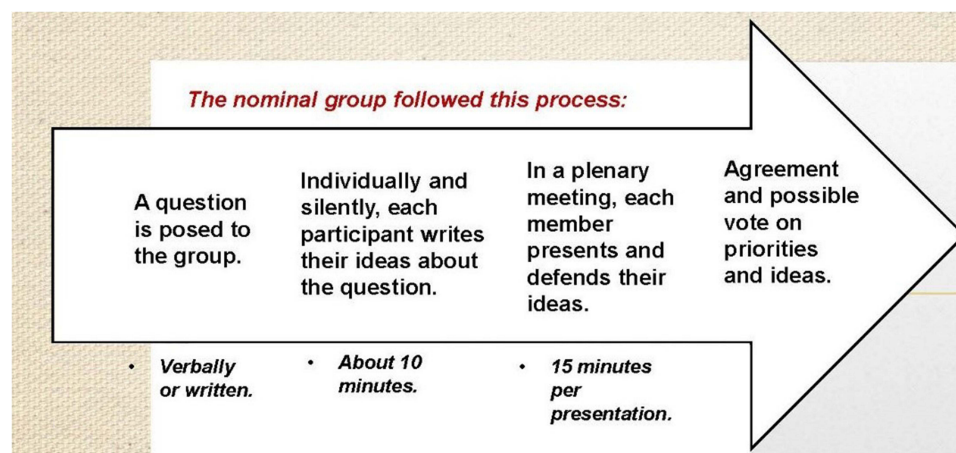 The nominal group followed this process:
A question
is posed to
the group.
Individually and
silently, each
participant writes
their ideas about
the question.
In a plenary
meeting, each
member
presents and
defends their
ideas.
Agreement
and possible
vote on
priorities
and ideas.
• Verbally
or written.
• About 10
minutes.
• 15 minutes
per
presentation.